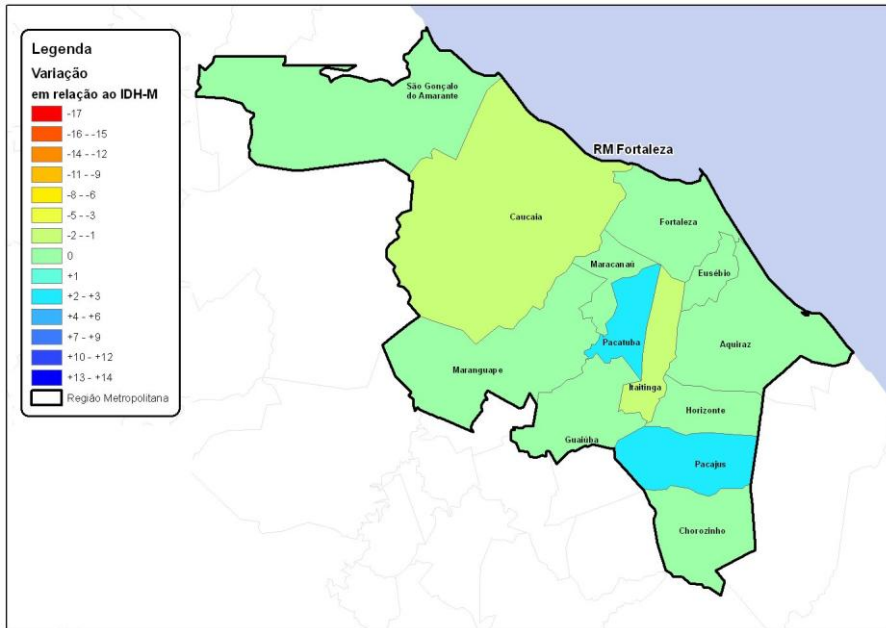 Legenda
Variação
em relação ao IDH-M
-17
-16 - -15
-14 - -12
-11 - -9
-8 - -6
-5 - -3
-2 - -1
0
+1
+2 - +3
+4 - +6
+7 - +9
+10 - +12
+13 - +14
Região Metropolitana
São Gonçalo
do Amarante
RM Fortaleza
Caucaia
Fortaleza
Maracanaú
Eusébio
Pacatuba
Aquiraz
Maranguape
Itaitinga
Horizonte
Guaiúba
Pacajus
Chorozinho